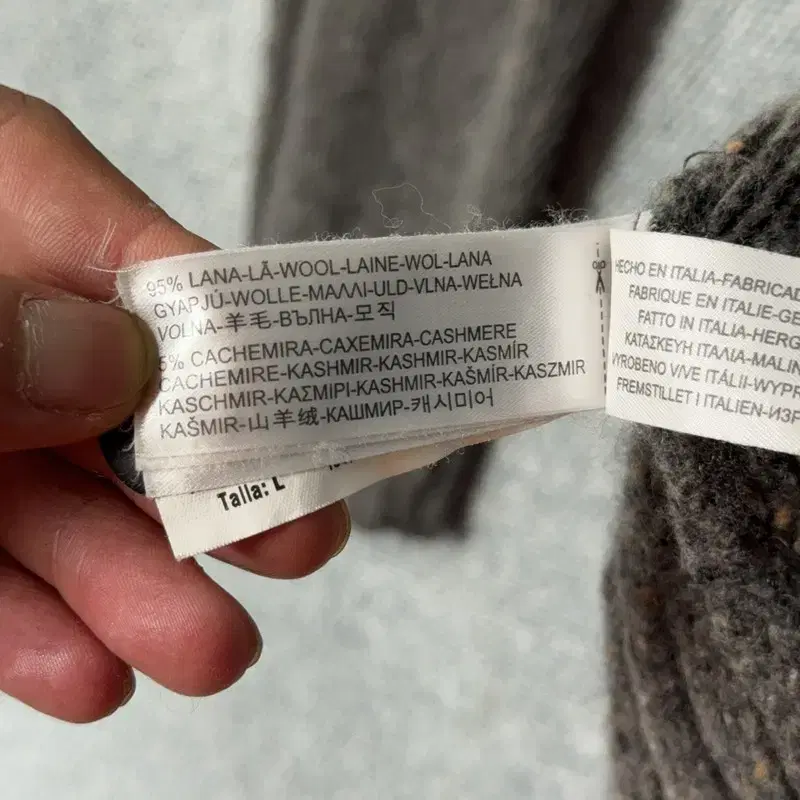 95% LANA-LÃ-WOOL-LAINE-WOL-LANA
GYAPJÚ-WOLLE-ΜΑΛΛΙ-ULD-VLNA-WEŁNA
VOLNA-羊毛-ВЪЛНА-모직
5% CACHEMIRA-CAXEMIRA-CASHMERE
CACHEMIRE-KASHMIR-KASHMIR-KASMÍR
KASCHMIR-ΚΑΣΜΙΡΙ-KASHMIR-KAŠMÍR-KASZMIR
KAŠMIR-山羊绒-КАШМИР-캐시미어
Talla: L
HECHO EN ITALIA-FABRICAD
FABRIQUE EN ITALIE-GE
FATTO IN ITALIA-HERG
ΚΑΤΑΣΚΕΥΗ ΙΤΑΛΙΑ-MALIN
VYROBENO V/VE ITÁLII-WYPR
FREMSTILLET I ITALIEN-ИЗР